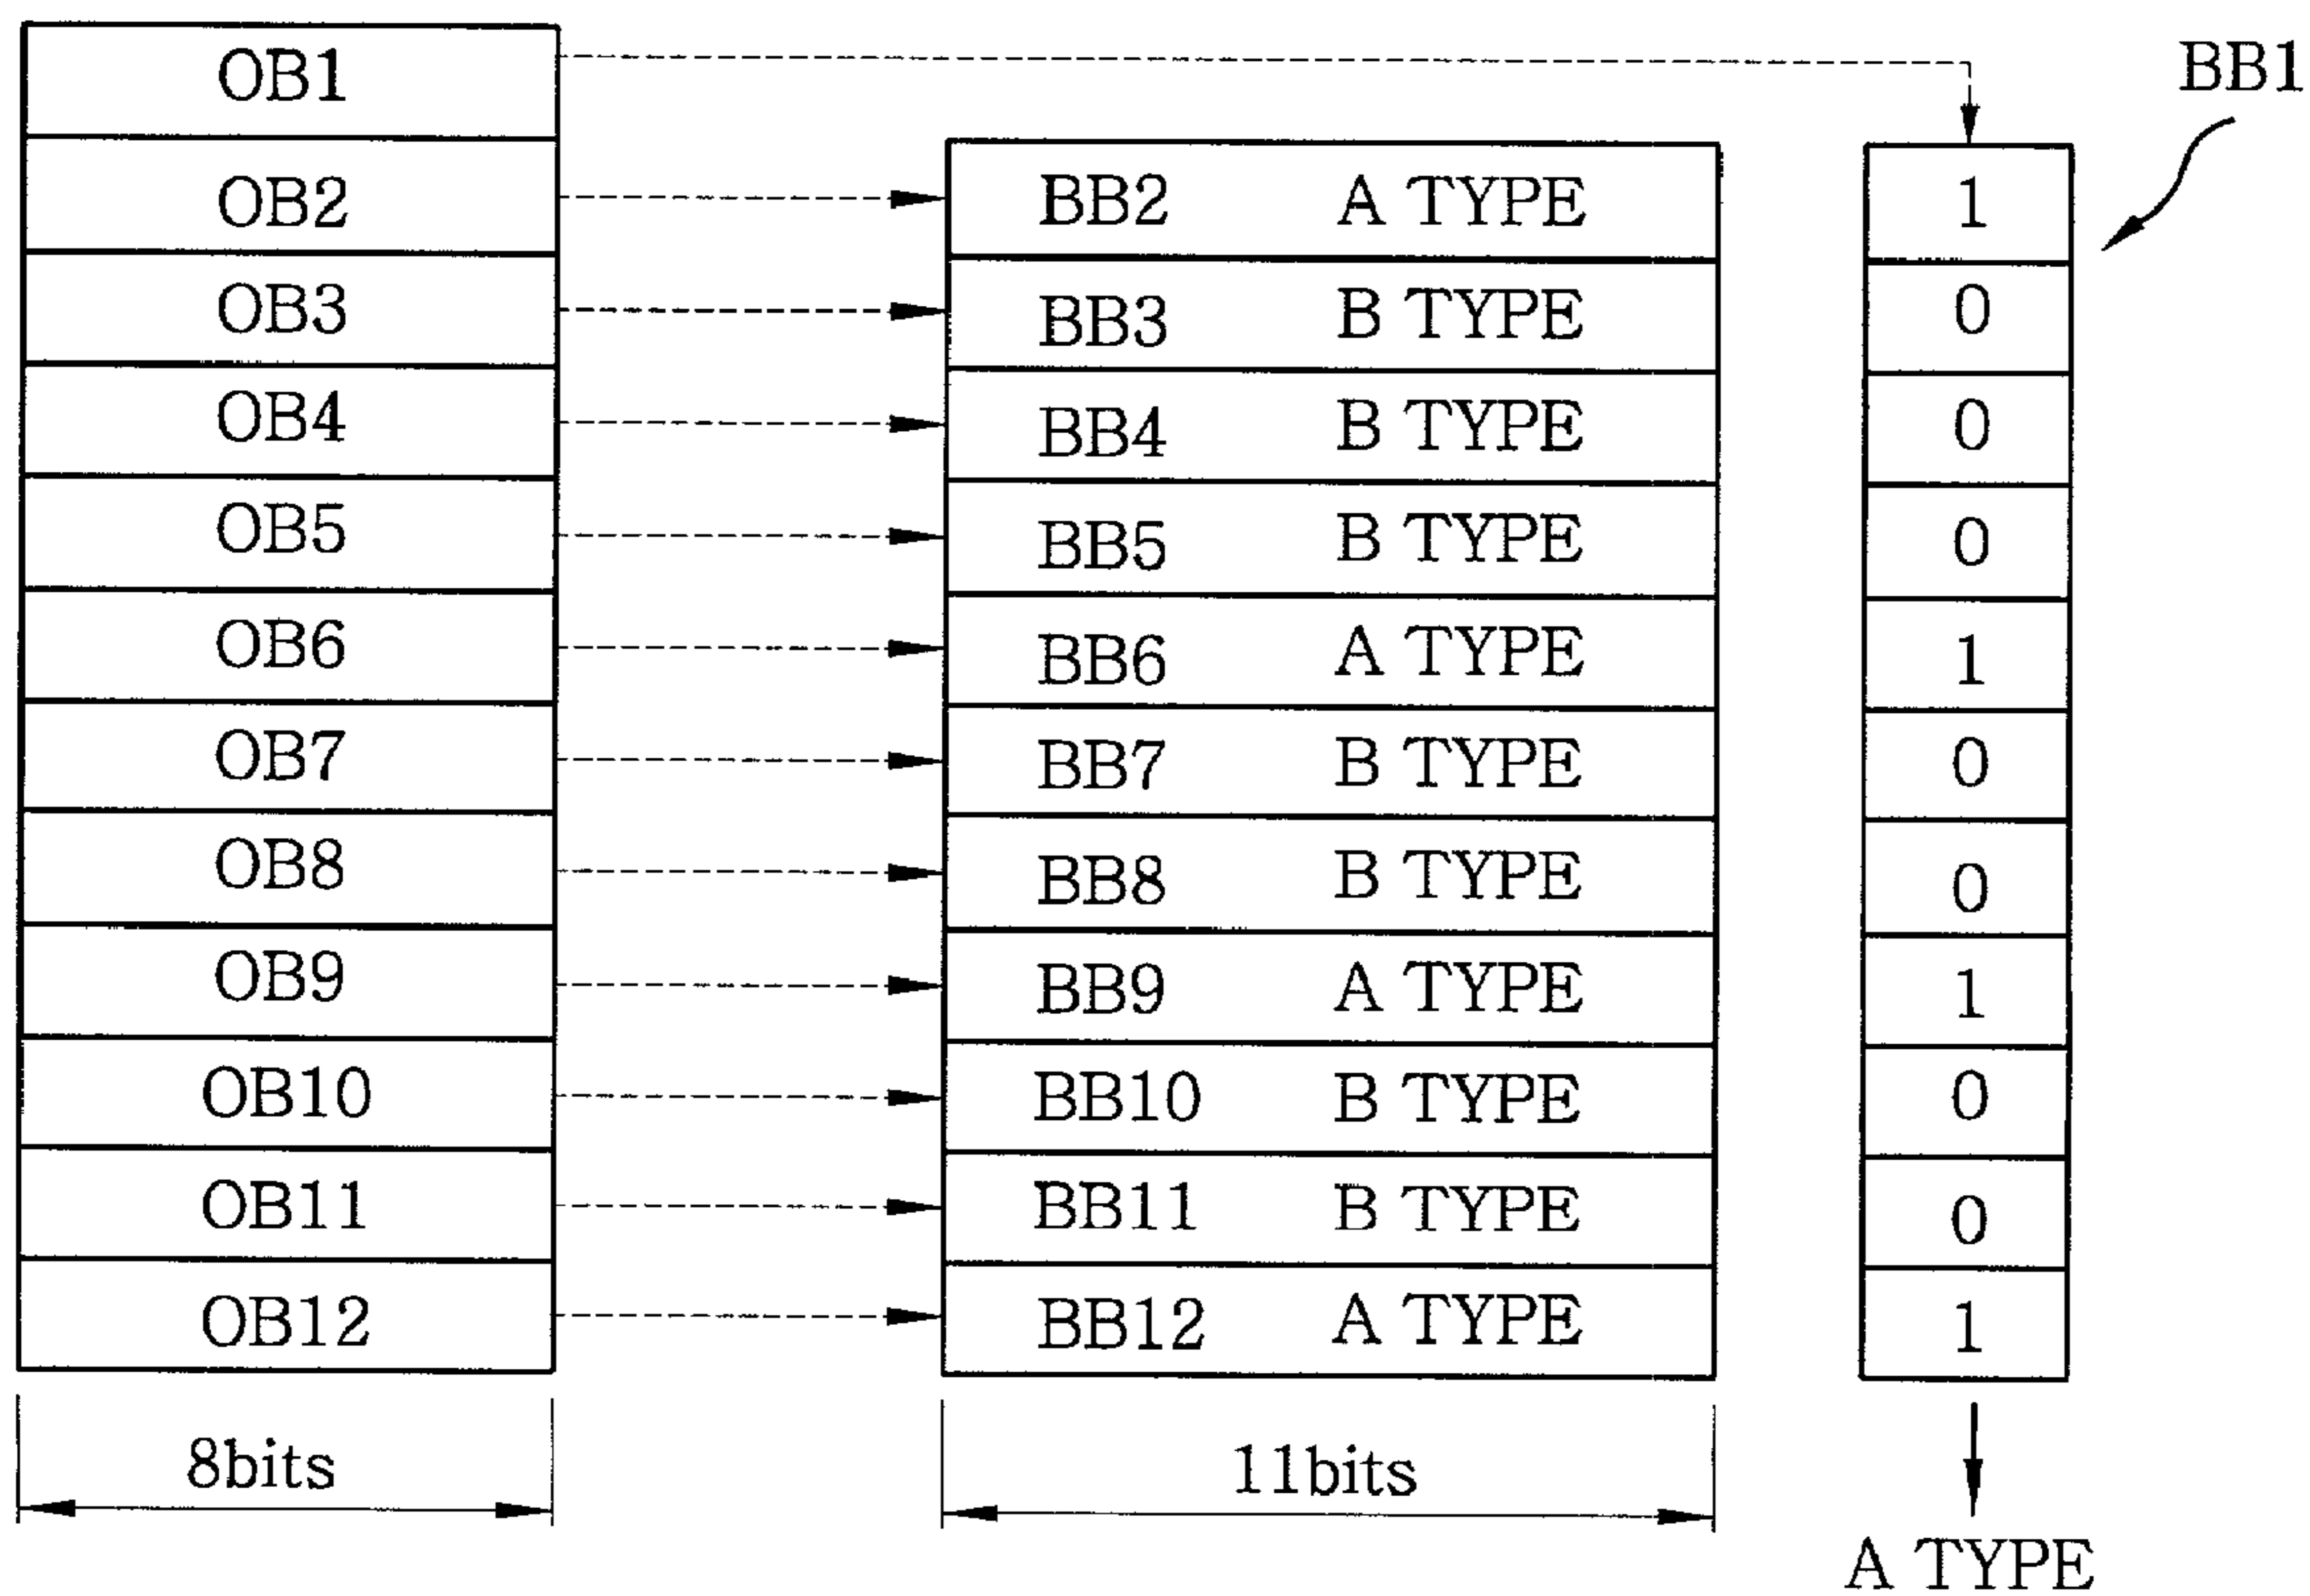 OB1
BB1
OB2 BB2 A TYPE 1
OB3 BB3 B TYPE 0
OB4 BB4 B TYPE 0
OB5 BB5 B TYPE 0
OB6 BB6 A TYPE 1
OB7 BB7 B TYPE 0
OB8 BB8 B TYPE 0
OB9 BB9 A TYPE 1
OB10 BB10 B TYPE 0
OB11 BB11 B TYPE 0
OB12 BB12 A TYPE 1
8bits 11bits
A TYPE